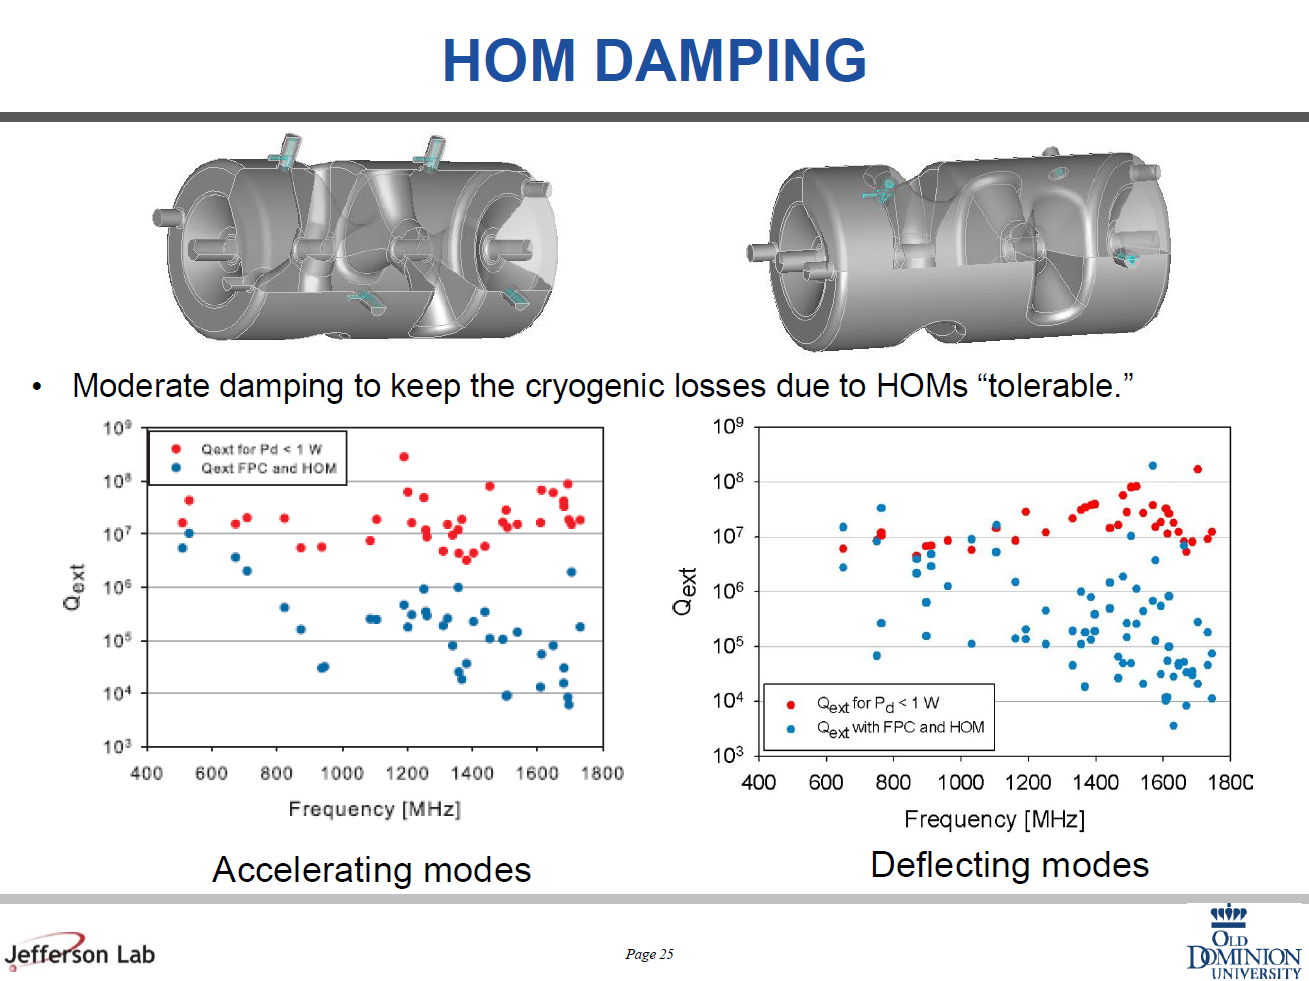 HOM DAMPING
• Moderate damping to keep the cryogenic losses due to HOMs “tolerable.”
10⁹
10⁸
10⁷
10⁶
10⁵
10⁴
10³
Qext
Qext for Pd < 1 W
Qext FPC and HOM
400 600 800 1000 1200 1400 1600 1800
Frequency [MHz]
Accelerating modes
10⁹
10⁸
10⁷
10⁶
10⁵
10⁴
10³
Qext
Qext for Pd < 1 W
Qext with FPC and HOM
400 600 800 1000 1200 1400 1600 1800
Frequency [MHz]
Deflecting modes
Jefferson Lab
Page 25
OLD
DOMINION
UNIVERSITY